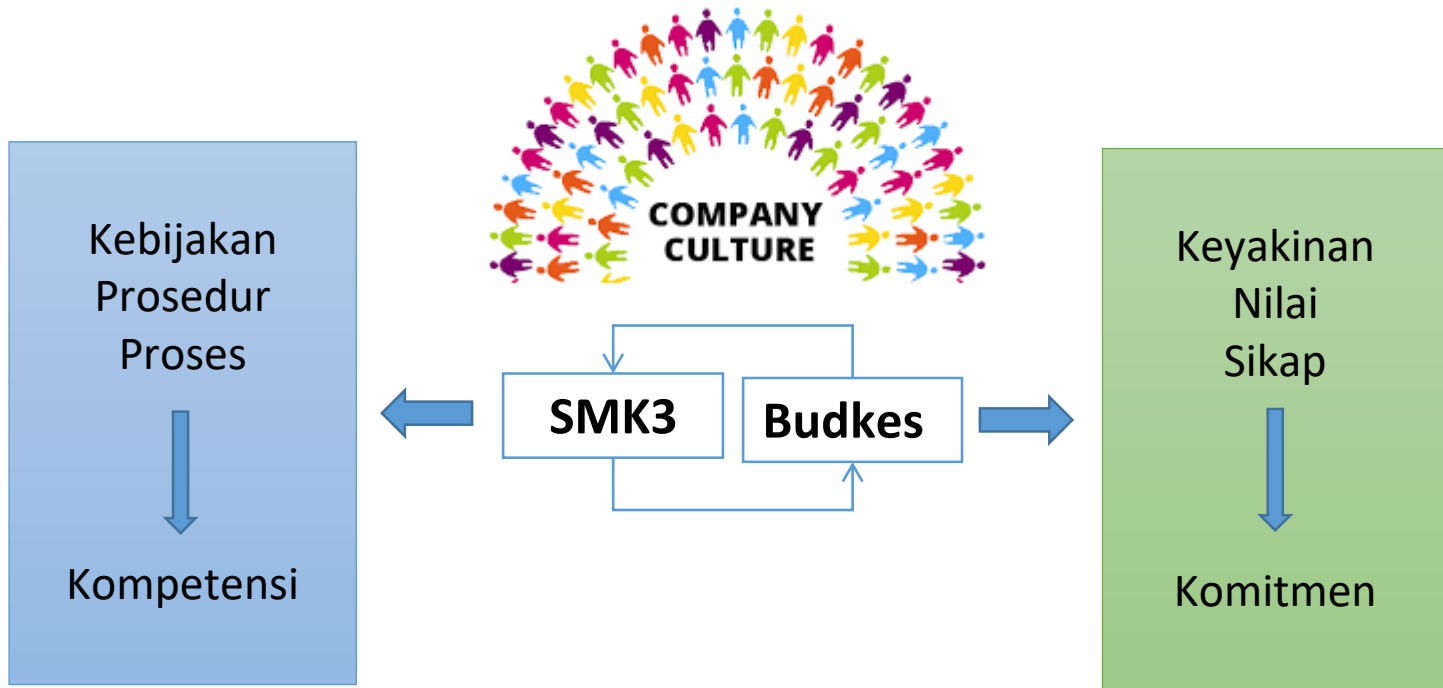 COMPANY
CULTURE
Kebijakan
Prosedur
Proses
Kompetensi
SMK3
Budkes
Keyakinan
Nilai
Sikap
Komitmen